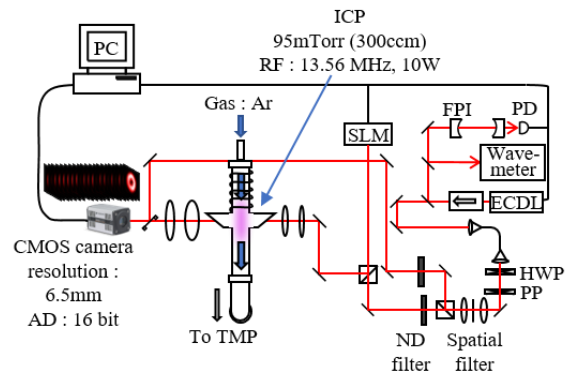 ICP
95mTorr (300ccm)
RF : 13.56 MHz, 10W
PC
Gas : Ar
SLM
FPI
PD
Wave-
meter
ECDL
CMOS camera
resolution :
6.5mm
AD : 16 bit
To TMP
HWP
PP
ND
filter
Spatial
filter